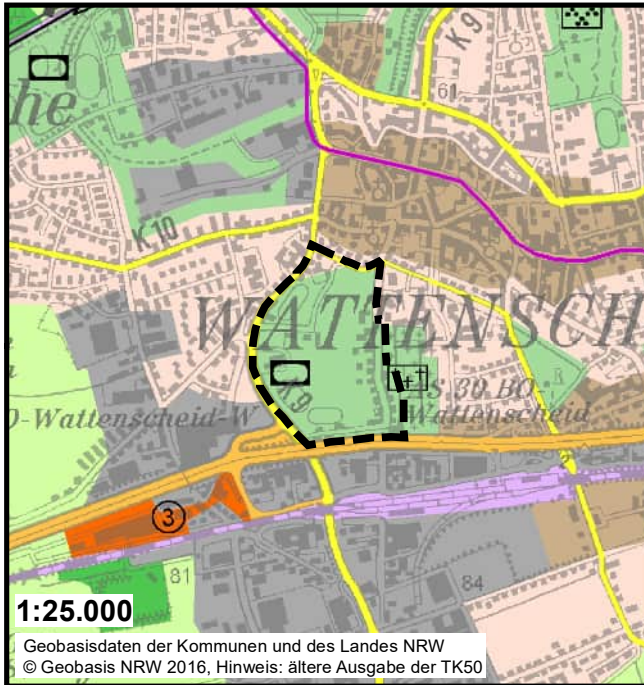 K 9
he
61
K 10
WATTENSCH
K 9
AS 30 BO-
O-Wattenscheid-W
Wattenscheid
3
81
84
1:25.000
Geobasisdaten der Kommunen und des Landes NRW
© Geobasis NRW 2016, Hinweis: ältere Ausgabe der TK50